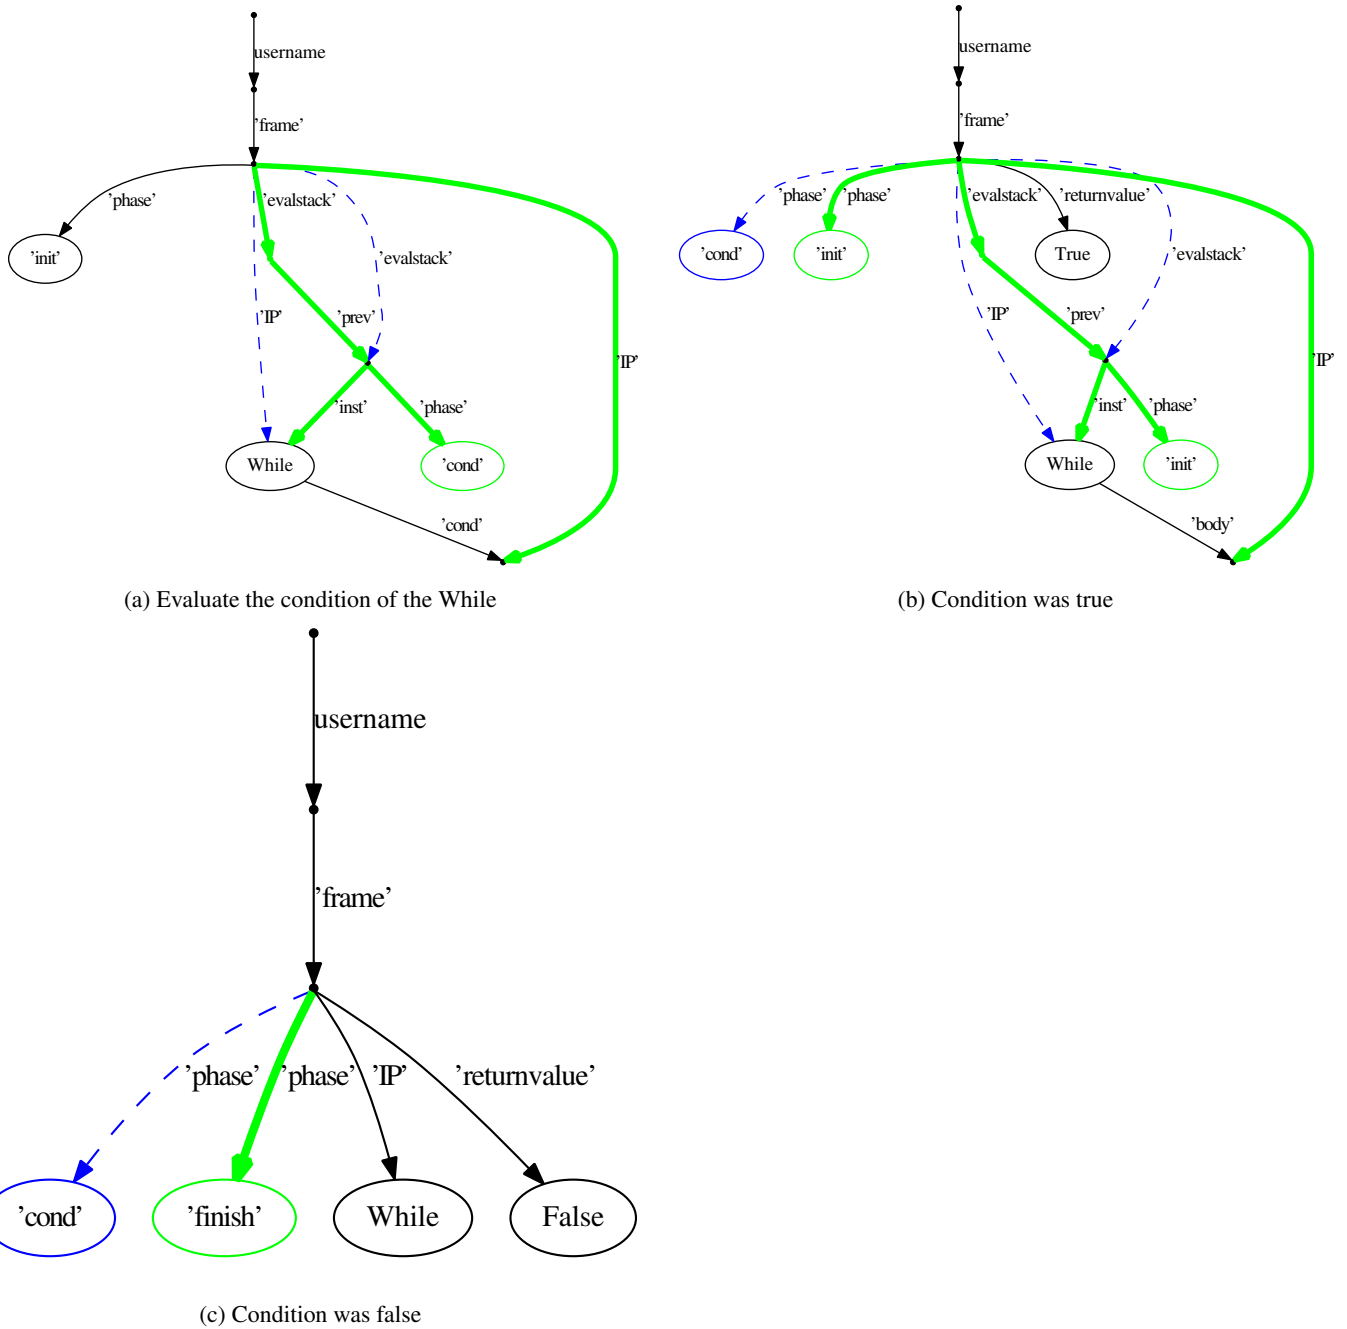 username
’frame’
’phase’
’evalstack’
’init’
’evalstack’
’IP’
’prev’
’IP’
’inst’
’phase’
While
’cond’
’cond’
(a) Evaluate the condition of the While
username
’frame’
’phase’
’phase’
’evalstack’
’returnvalue’
’cond’
’init’
True
’evalstack’
’IP’
’prev’
’IP’
’inst’
’phase’
While
’init’
’body’
(b) Condition was true
username
’frame’
’phase’
’phase’
’IP’
’returnvalue’
’cond’
’finish’
While
False
(c) Condition was false